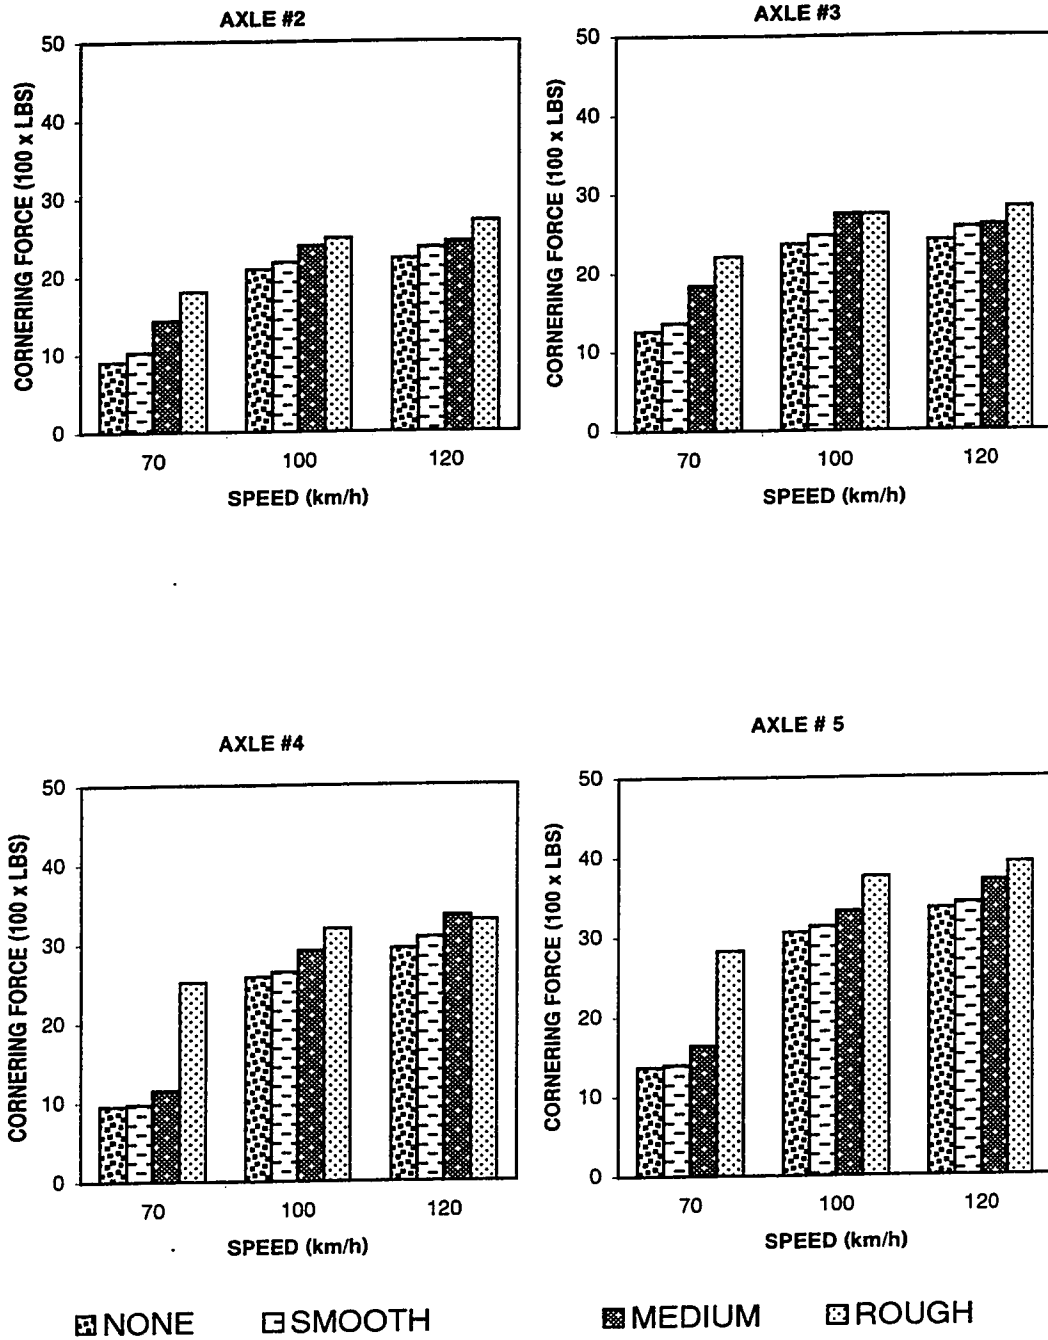 AXLE #2
50
40
30
20
10
0
CORNERING FORCE (100 x LBS)
70 100 120
SPEED (km/h)
AXLE #3
50
40
30
20
10
0
CORNERING FORCE (100 x LBS)
70 100 120
SPEED (km/h)
AXLE #4
50
40
30
20
10
0
CORNERING FORCE (100 x LBS)
70 100 120
SPEED (km/h)
AXLE # 5
50
40
30
20
10
0
CORNERING FORCE (100 x LBS)
70 100 120
SPEED (km/h)
NONE SMOOTH MEDIUM ROUGH